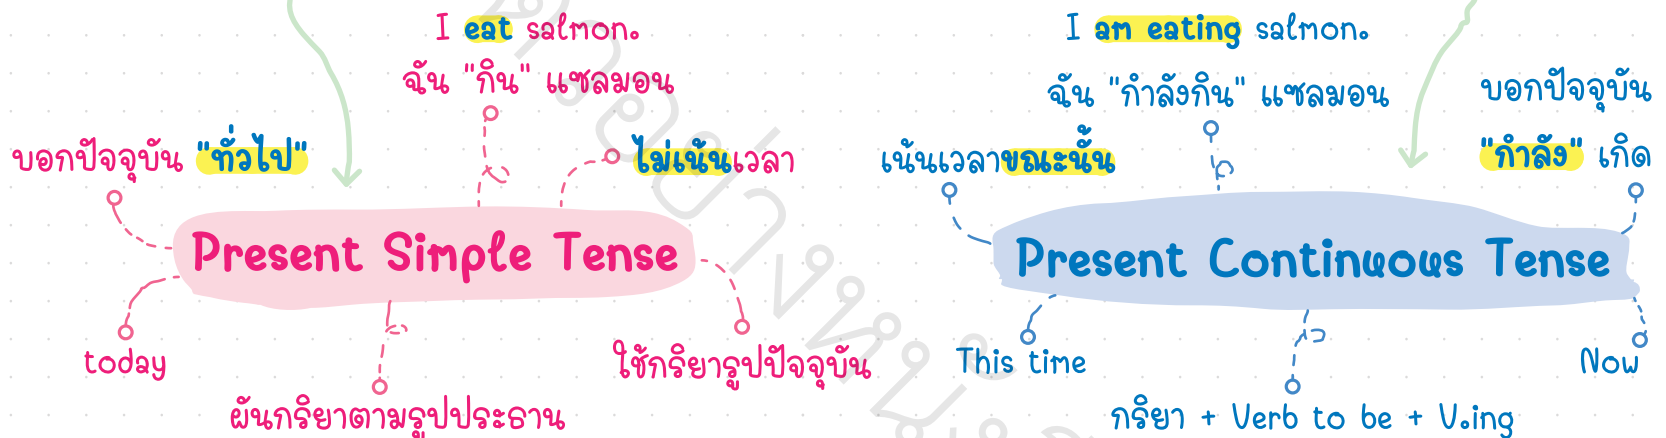 I eat salmon.
ฉัน "กิน" แซลมอน
บอกปัจจุบัน "ทั่วไป"
ไม่เน้นเวลา
Present Simple Tense
today
ผันกริยาตามรูปประธาน
ใช้กริยารูปปัจจุบัน
I am eating salmon.
ฉัน "กำลังกิน" แซลมอน
เน้นเวลาขณะนั้น
บอกปัจจุบัน
"กำลัง" เกิด
Present Continuous Tense
This time
กริยา + Verb to be + V.ing
Now